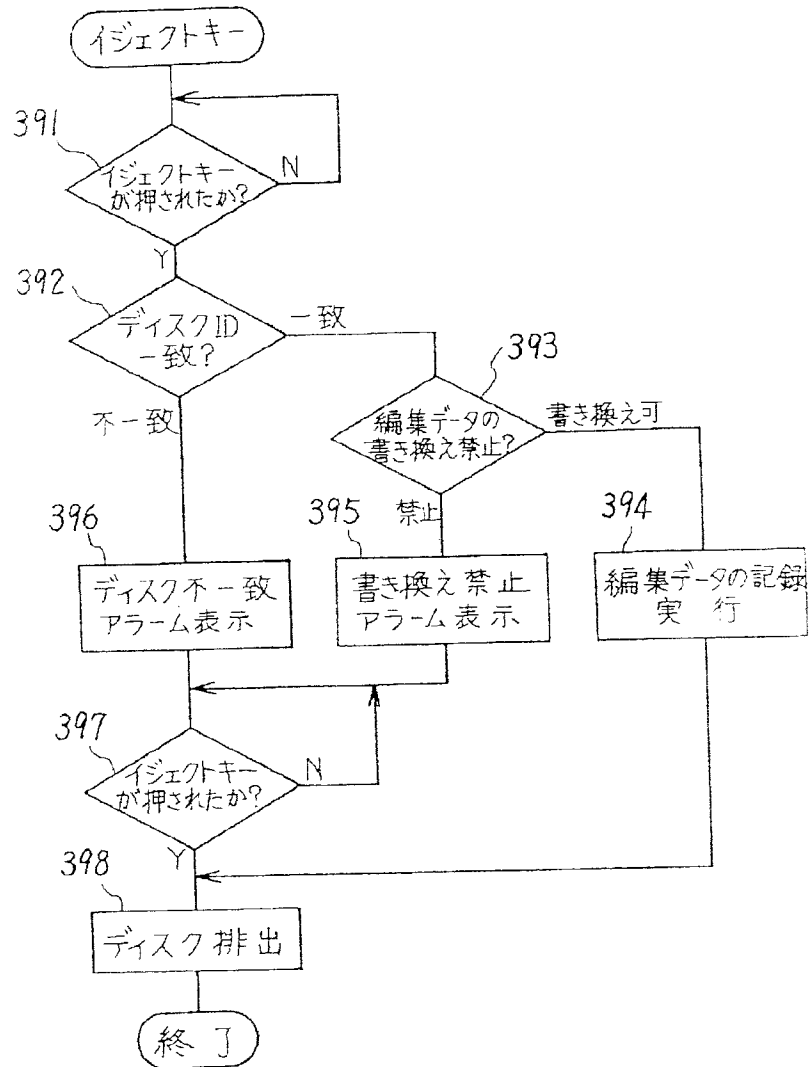 イジェクトキー
391
イジェクトキー
が押されたか?
N
Y
392
ディスクID
一致?
一致
不一致
393
編集データの
書き換え禁止?
書き換え可
禁止
396
ディスク不一致
アラーム表示
395
書き換え禁止
アラーム表示
394
編集データの記録
実行
397
イジェクトキー
が押されたか?
N
Y
398
ディスク排出
終了